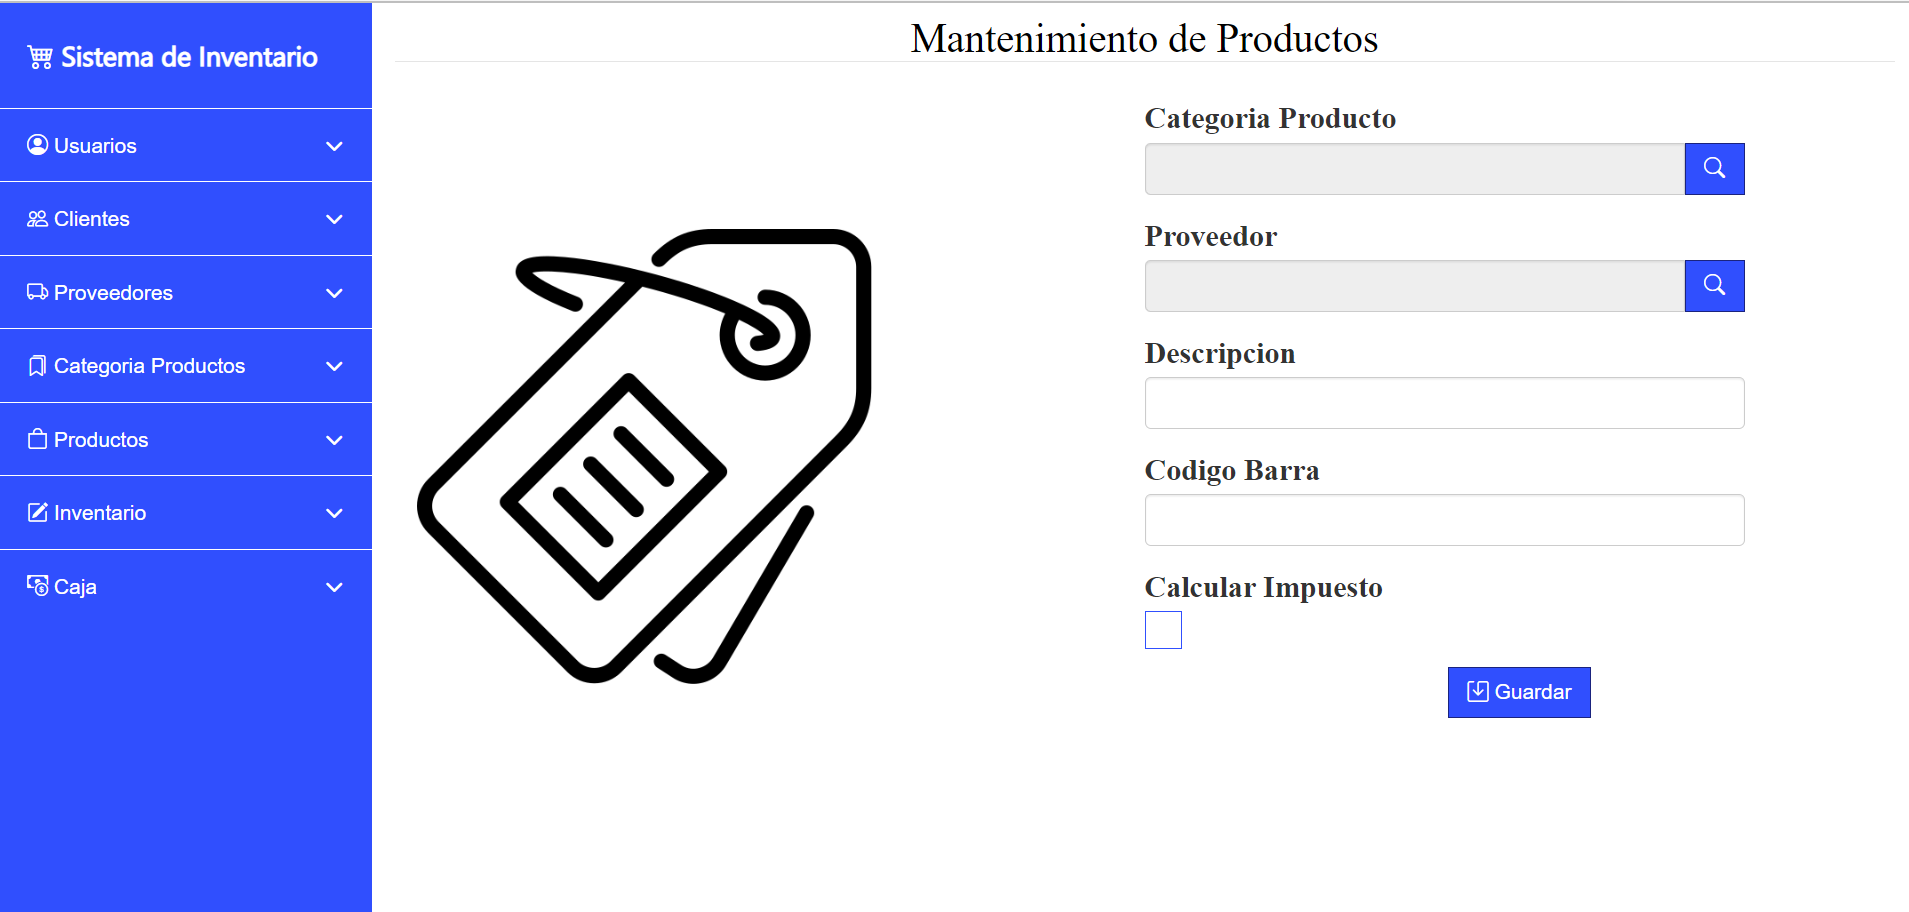 Sistema de Inventario
Usuarios
Clientes
Proveedores
Categoria Productos
Productos
Inventario
Caja
Mantenimiento de Productos
Categoria Producto
Proveedor
Descripcion
Codigo Barra
Calcular Impuesto
Guardar